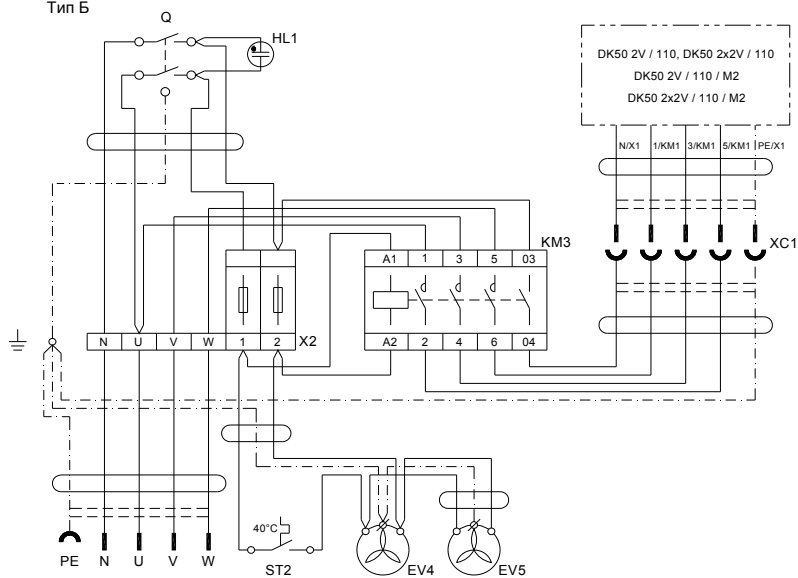 Тип Б
Q
HL1
DK50 2V / 110, DK50 2x2V / 110
DK50 2V / 110 / M2
DK50 2x2V / 110 / M2
N/X1 1/KM1 3/KM1 5/KM1 PE/X1
XC1
KM3
A1 1 3 5 03
N U V W 1 2 X2
A2 2 4 6 04
40°C
PE N U V W
ST2
EV4
EV5